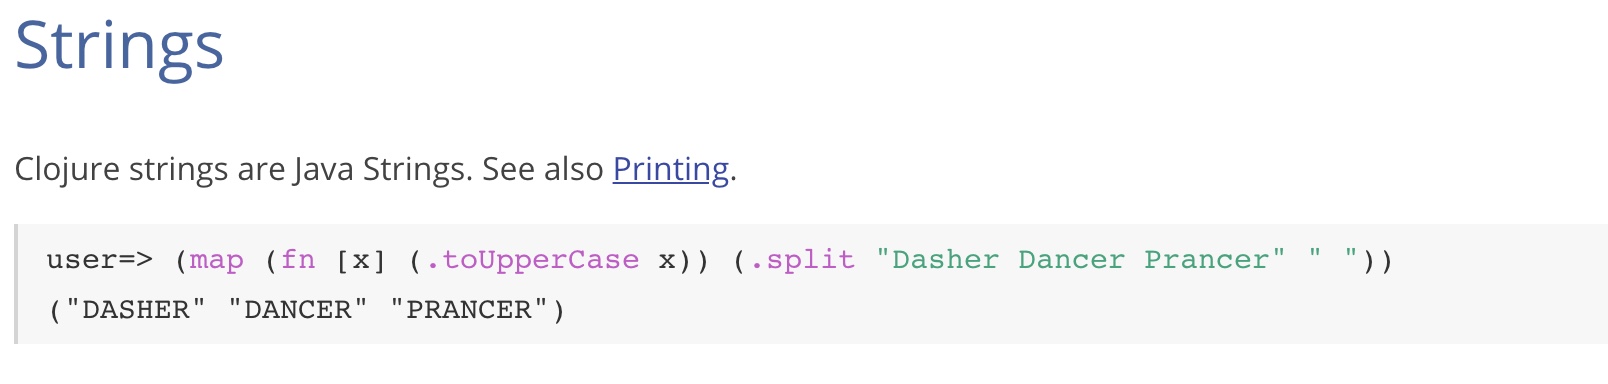 Strings
Clojure strings are Java Strings. See also Printing.
user=> (map (fn [x] (.toUpperCase x)) (.split "Dasher Dancer Prancer" " "))
("DASHER" "DANCER" "PRANCER")